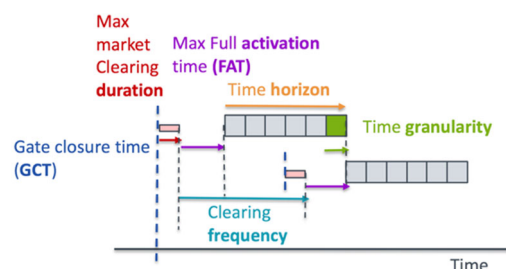 Max
market
Clearing
duration
Max Full activation
time (FAT)
Time horizon
Time granularity
Gate closure time
(GCT)
Clearing
frequency
Time